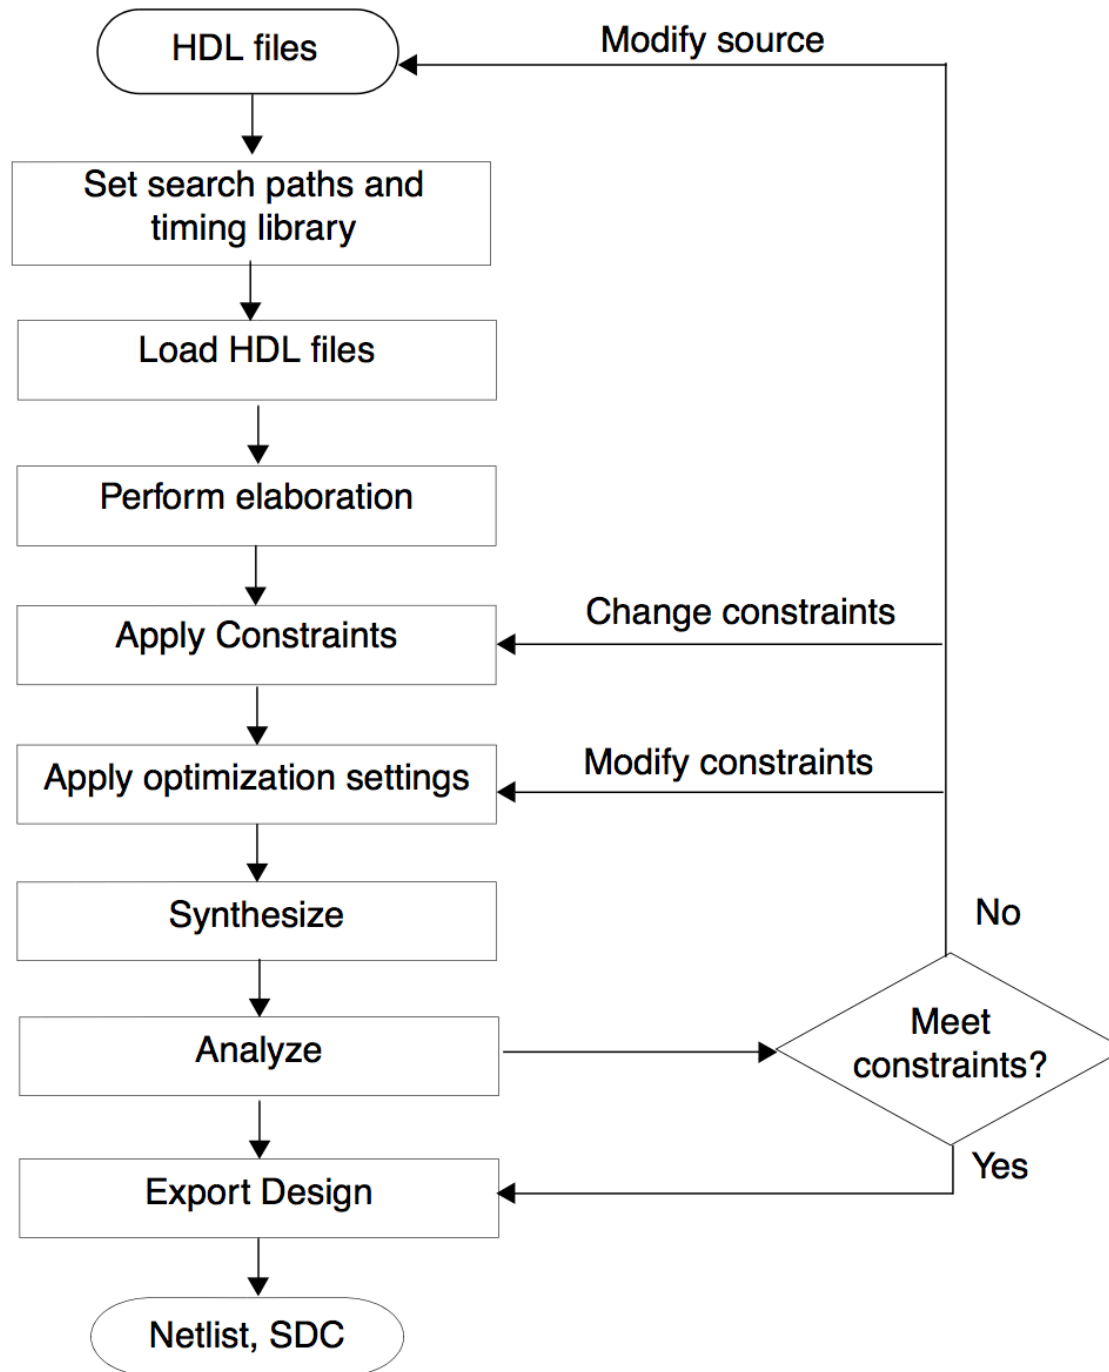 HDL files
Modify source
Set search paths and
timing library
Load HDL files
Perform elaboration
Change constraints
Apply Constraints
Modify constraints
Apply optimization settings
Synthesize
No
Analyze
Meet
constraints?
Yes
Export Design
Netlist, SDC